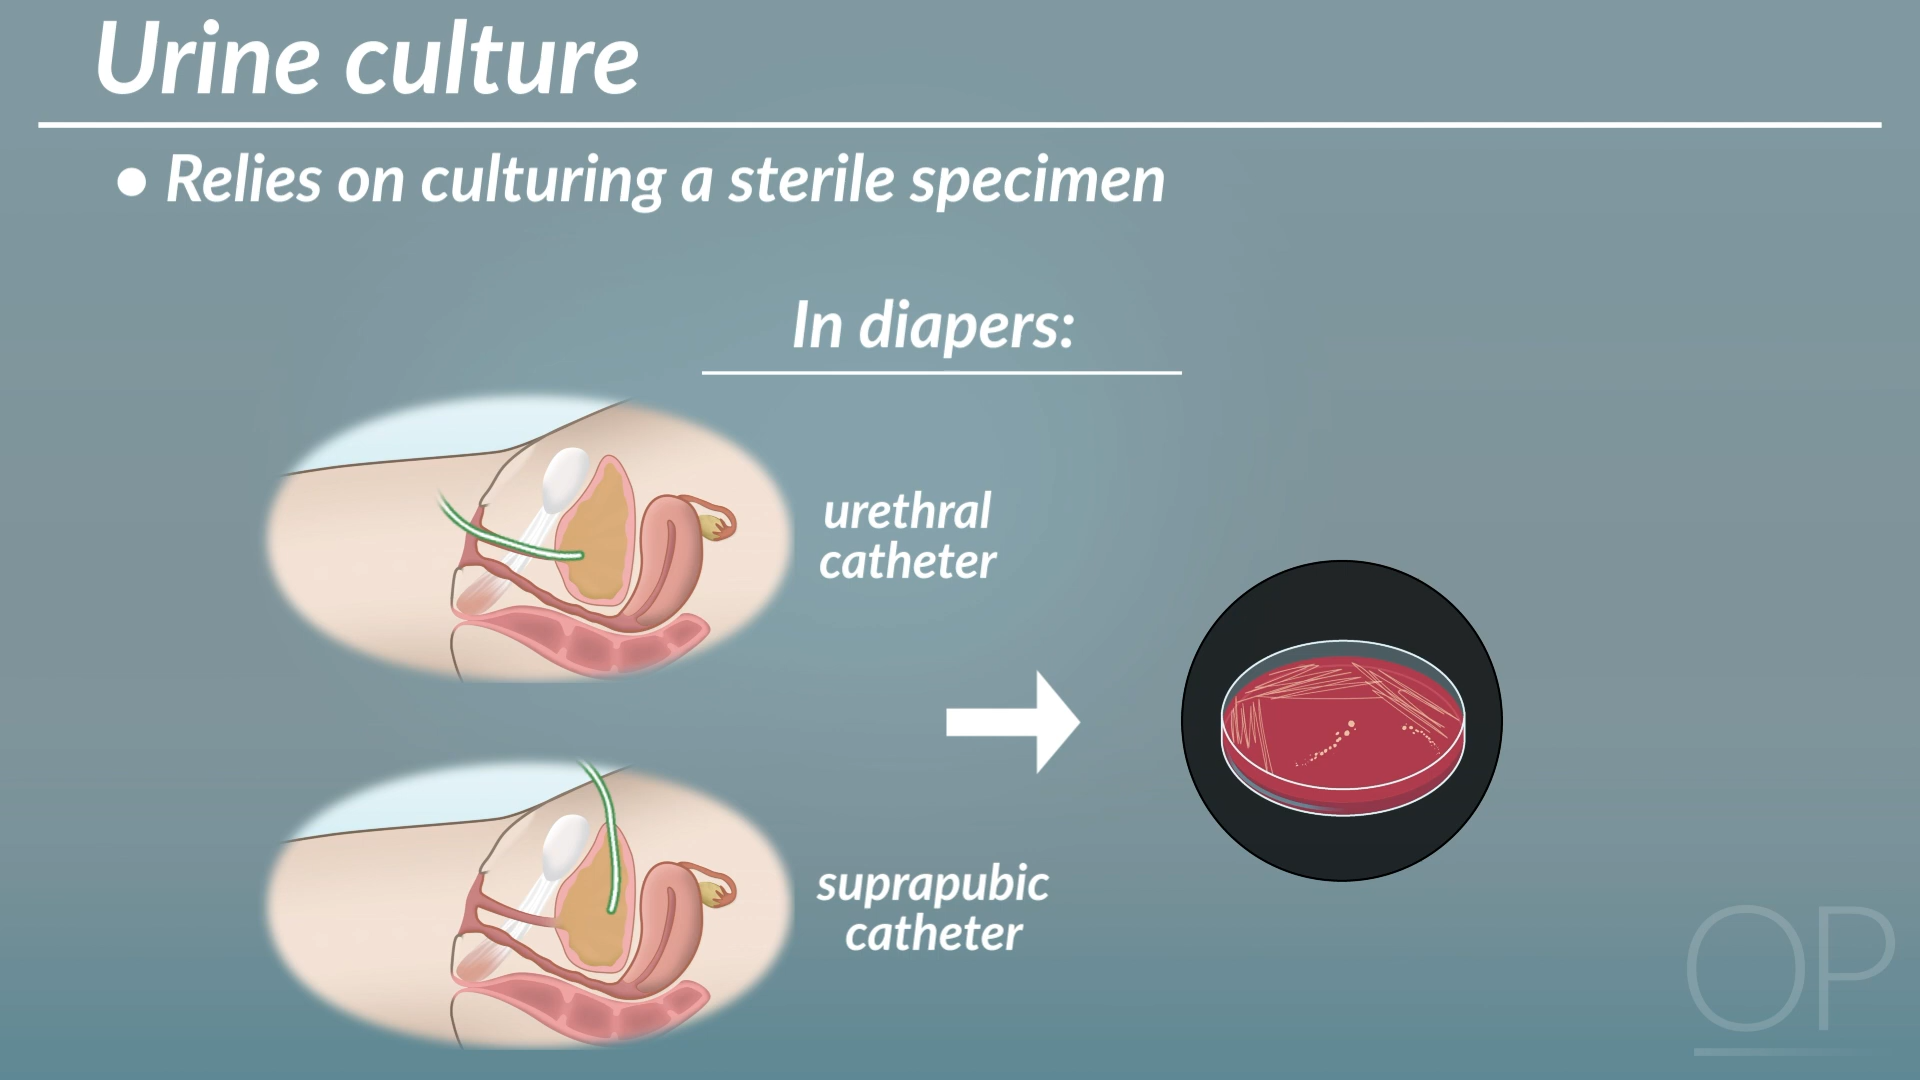 Urine culture
• Relies on culturing a sterile specimen
In diapers:
urethral
catheter
suprapubic
catheter
OP